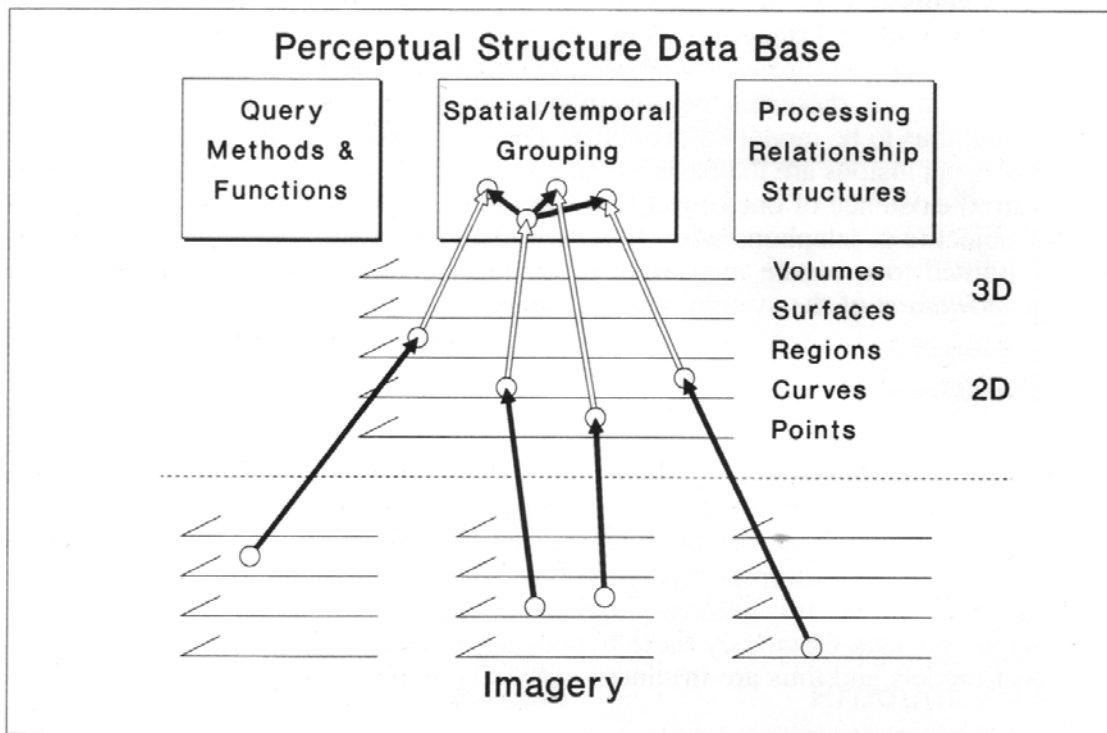 Perceptual Structure Data Base
Query
Methods &
Functions
Spatial/temporal
Grouping
Processing
Relationship
Structures
Volumes
Surfaces
3D
Regions
Curves
2D
Points
Imagery